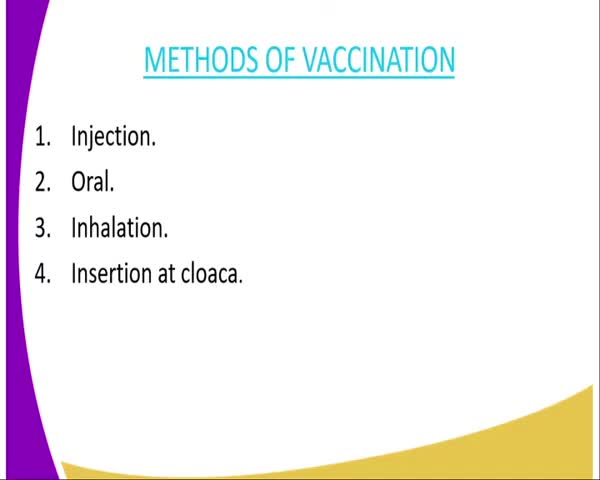 METHODS OF VACCINATION
1. Injection.
2. Oral.
3. Inhalation.
4. Insertion at cloaca.